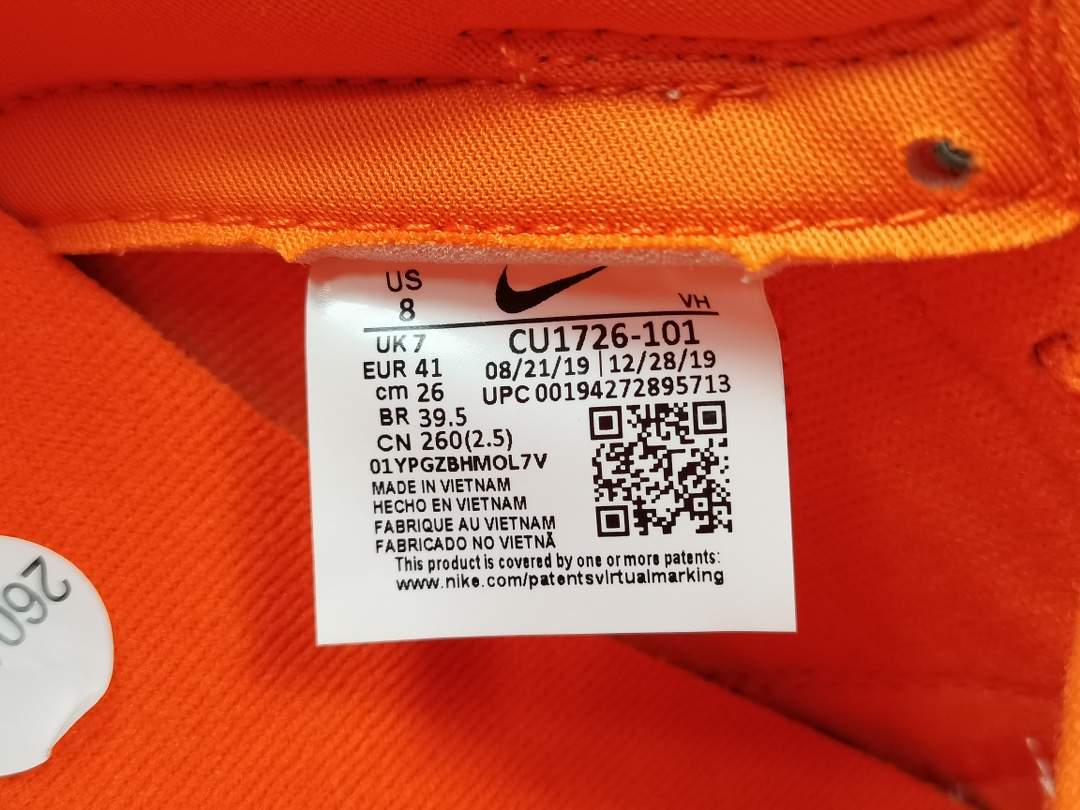 US
8
VH
UK 7
CU1726-101
EUR 41
08/21/19 | 12/28/19
cm 26
UPC 00194272895713
BR 39.5
CN 260(2.5)
01YPGZBHMOL7V
MADE IN VIETNAM
HECHO EN VIETNAM
FABRIQUE AU VIETNAM
FABRICADO NO VIETNÃ
This product is covered by one or more patents:
www.nike.com/patentsvirtualmarking
260